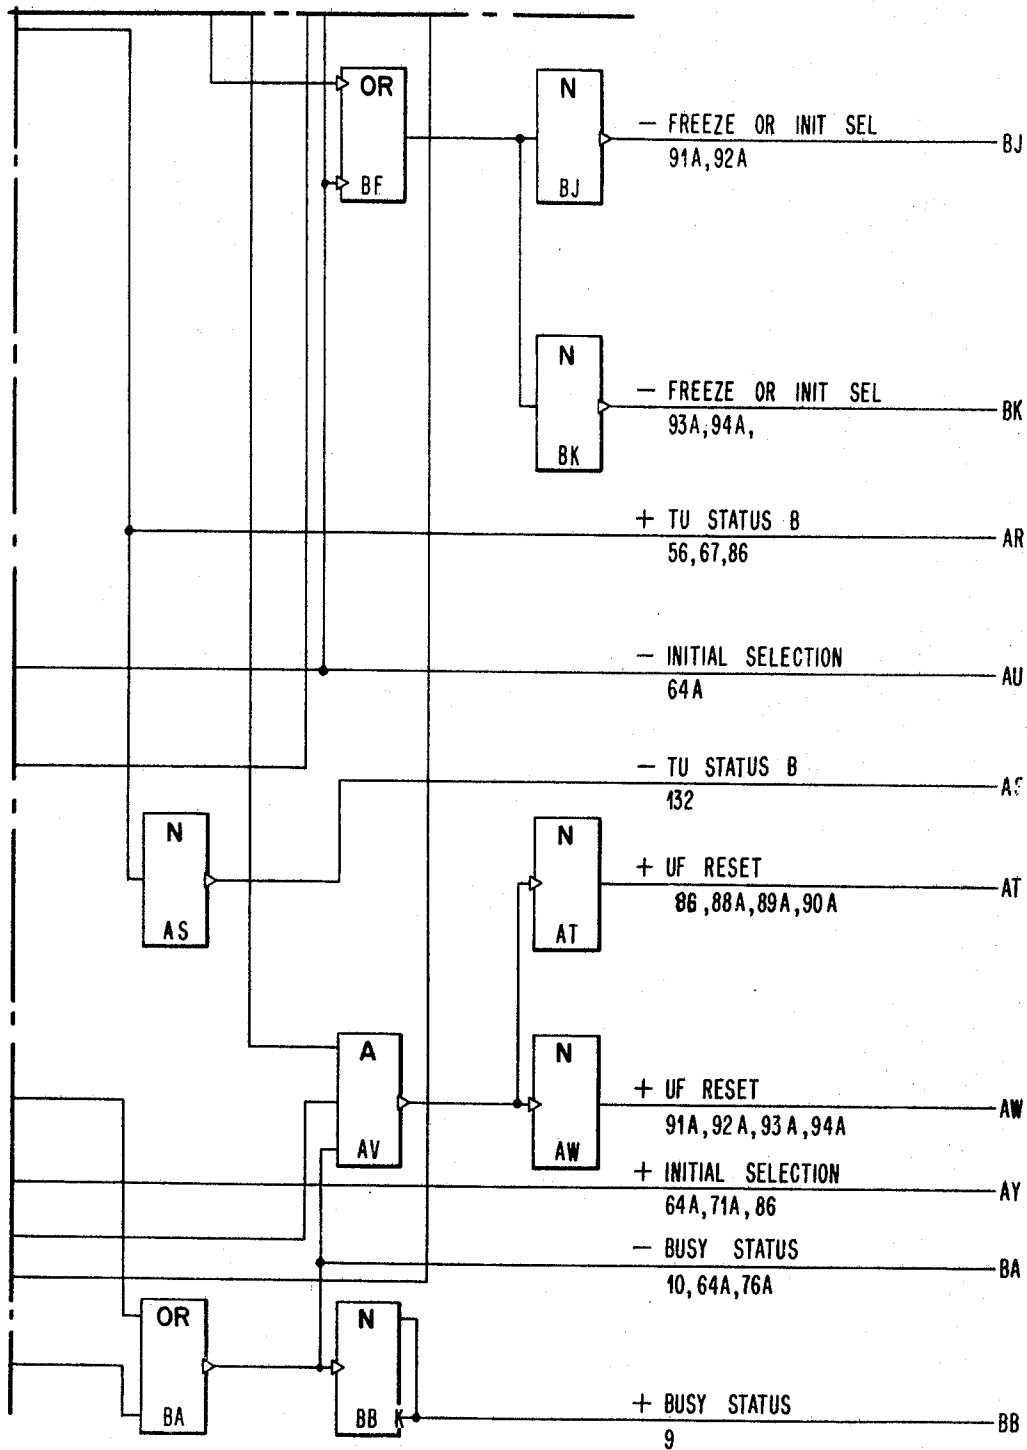 OR
BF
N
BJ
— FREEZE OR INIT SEL
91A,92A
BJ
N
BK
— FREEZE OR INIT SEL
93A,94A,
BK
+ TU STATUS B
56,67,86
AR
— INITIAL SELECTION
64A
AU
— TU STATUS B
132
AS
N
AS
N
AT
+ UF RESET
86,88A,89A,90A
AT
A
AV
N
AW
+ UF RESET
91A,92A,93A,94A
AW
+ INITIAL SELECTION
64A,71A,86
AY
— BUSY STATUS
10,64A,76A
BA
OR
BA
N
BB
+ BUSY STATUS
9
BB